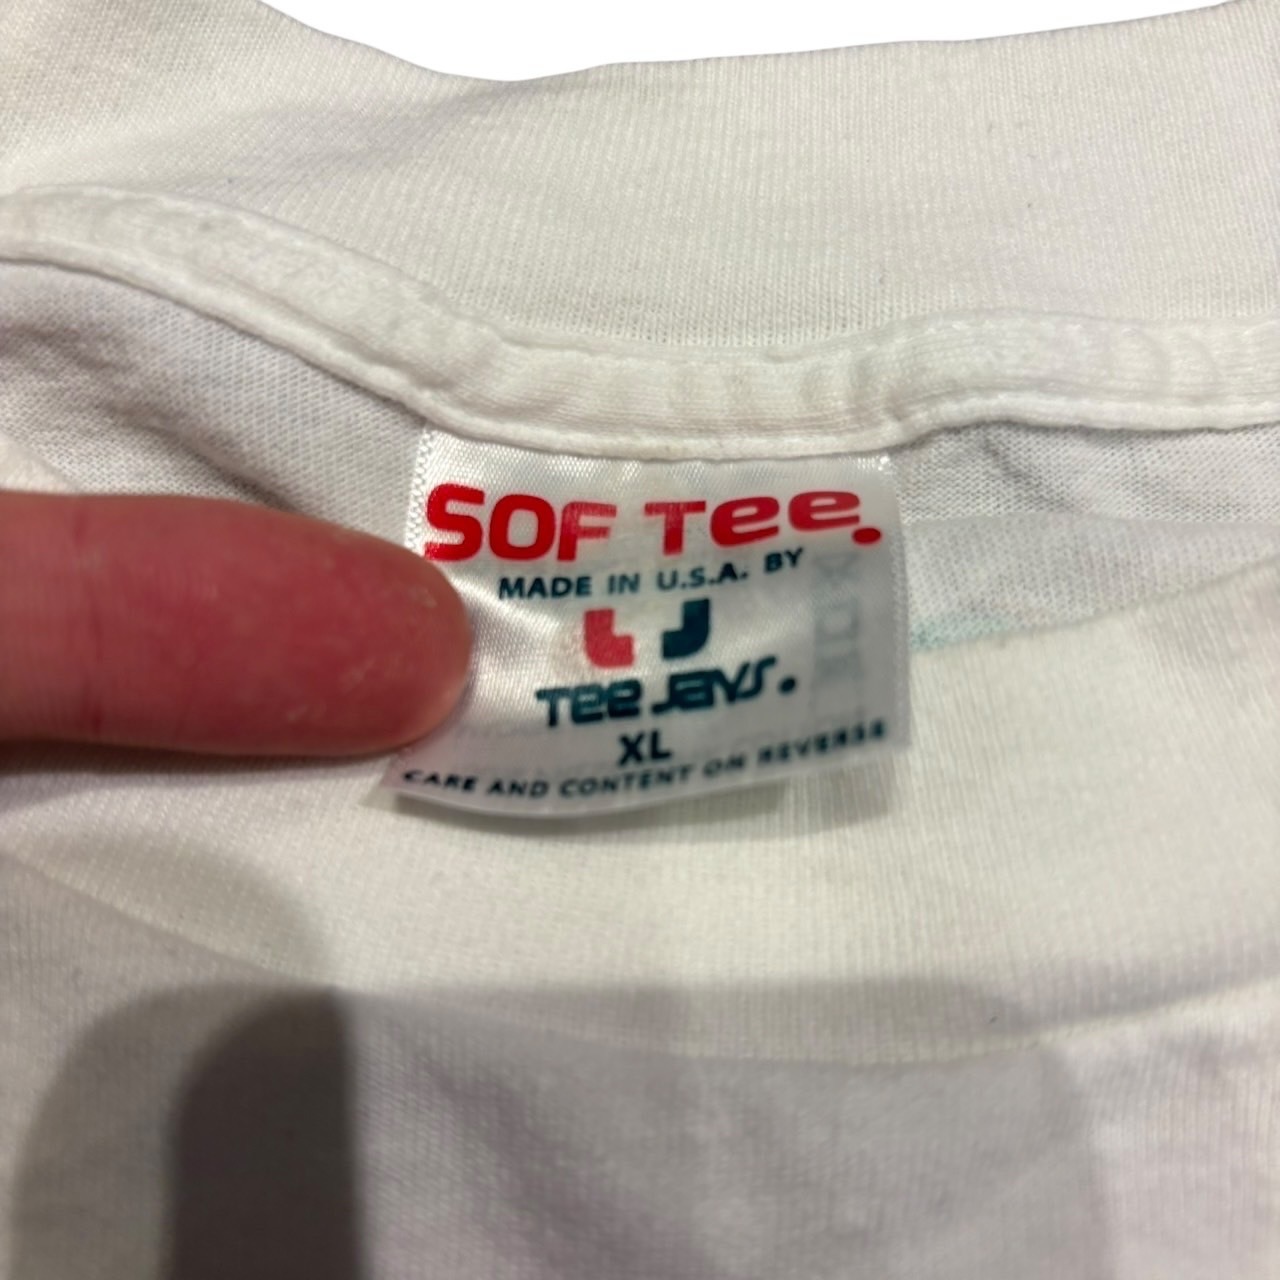 SOF Tee.
MADE IN U.S.A. BY
Tee Jays.
XL
CARE AND CONTENT ON REVERSE